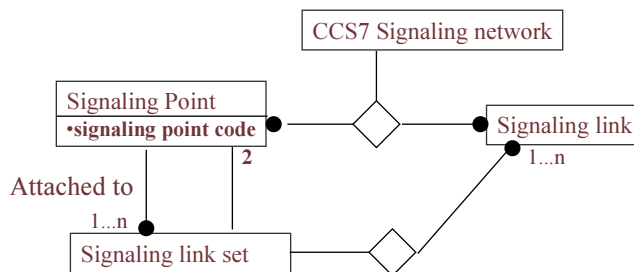 CCS7 Signaling network
Signaling Point
•signaling point code
Signaling link
2
1...n
Attached to
1...n
Signaling link set